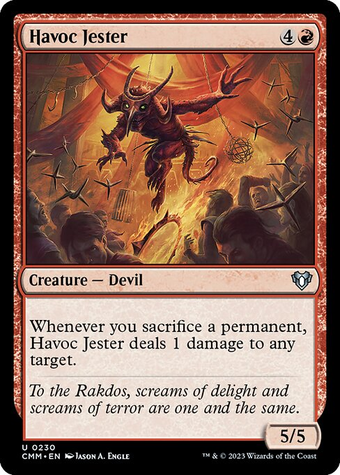 Havoc Jester 4
Creature — Devil
Whenever you sacrifice a permanent,
Havoc Jester deals 1 damage to any
target.
To the Rakdos, screams of delight and
screams of terror are one and the same.
5/5
U 0230
CMM • EN Jason A. Engle
™ & © 2023 Wizards of the Coast